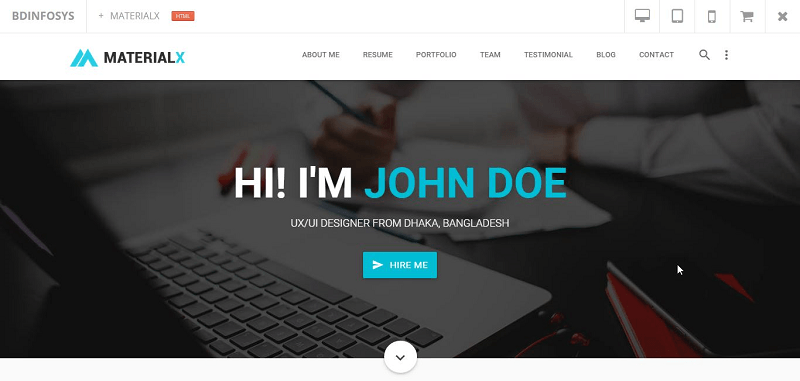 BDINFOSYS
+ MATERIALX HTML
MATERIALX
ABOUT ME RESUME PORTFOLIO TEAM TESTIMONIAL BLOG CONTACT
HI! I'M JOHN DOE
UX/UI DESIGNER FROM DHAKA, BANGLADESH
HIRE ME